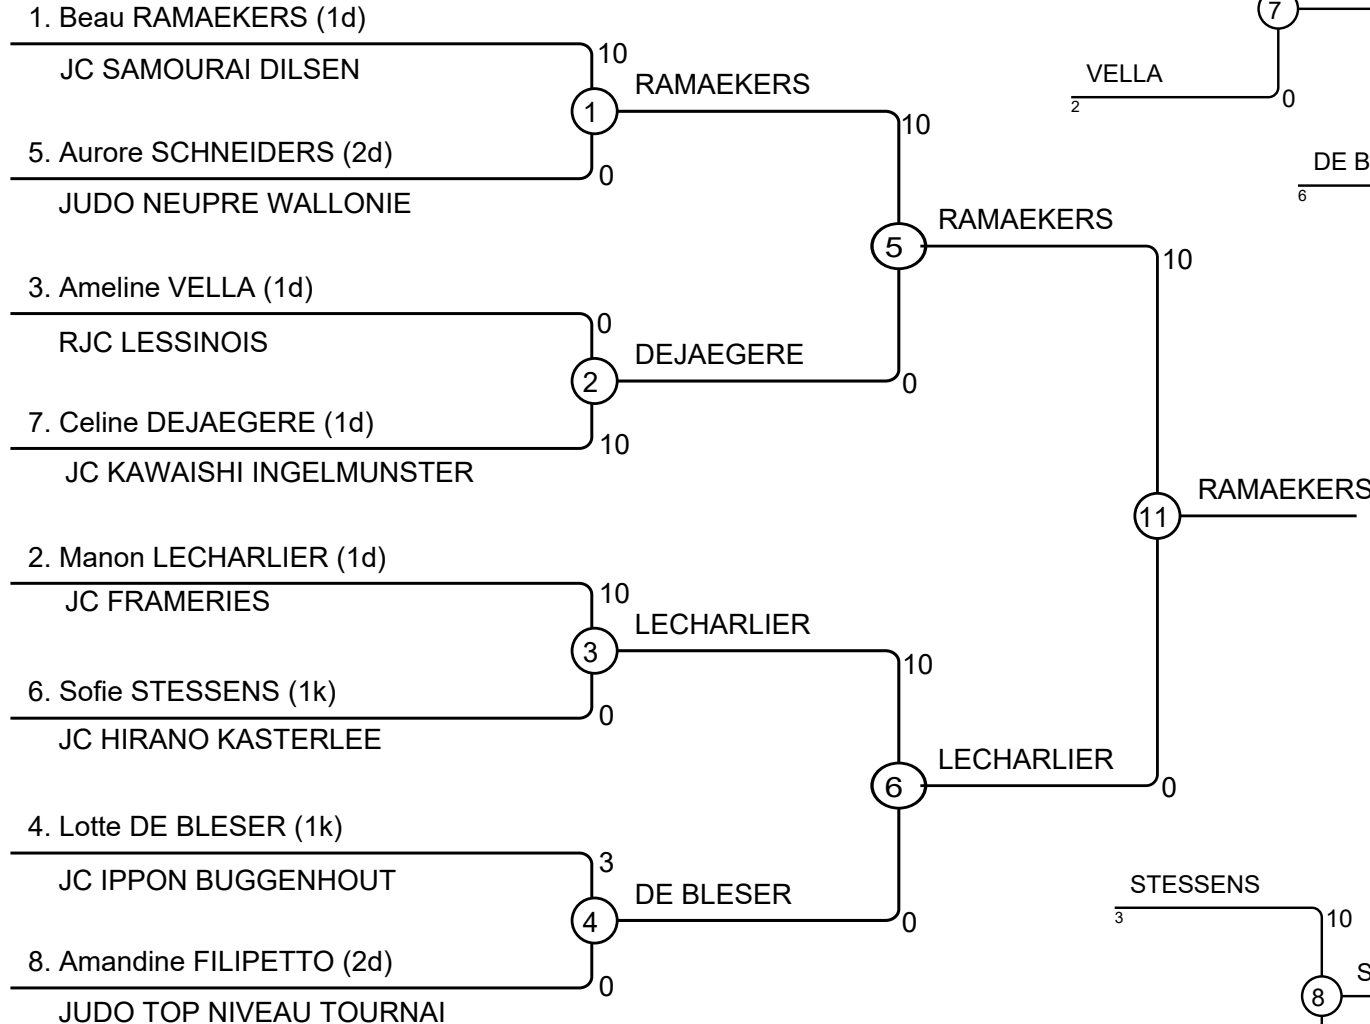 1. Beau RAMAEKERS (1d)
JC SAMOURAI DILSEN
10
1
RAMAEKERS
5. Aurore SCHNEIDERS (2d)
0
JUDO NEUPRE WALLONIE
10
5
RAMAEKERS
3. Ameline VELLA (1d)
0
RJC LESSINOIS
2
DEJAEGERE
0
7. Celine DEJAEGERE (1d)
10
JC KAWAISHI INGELMUNSTER
10
11
RAMAEKERS
2. Manon LECHARLIER (1d)
10
JC FRAMERIES
3
LECHARLIER
6. Sofie STESSENS (1k)
0
JC HIRANO KASTERLEE
10
6
LECHARLIER
0
4. Lotte DE BLESER (1k)
3
JC IPPON BUGGENHOUT
4
DE BLESER
0
8. Amandine FILIPETTO (2d)
0
JUDO TOP NIVEAU TOURNAI
7
VELLA
2
0
DE B
6
STESSENS
3
10
8
S